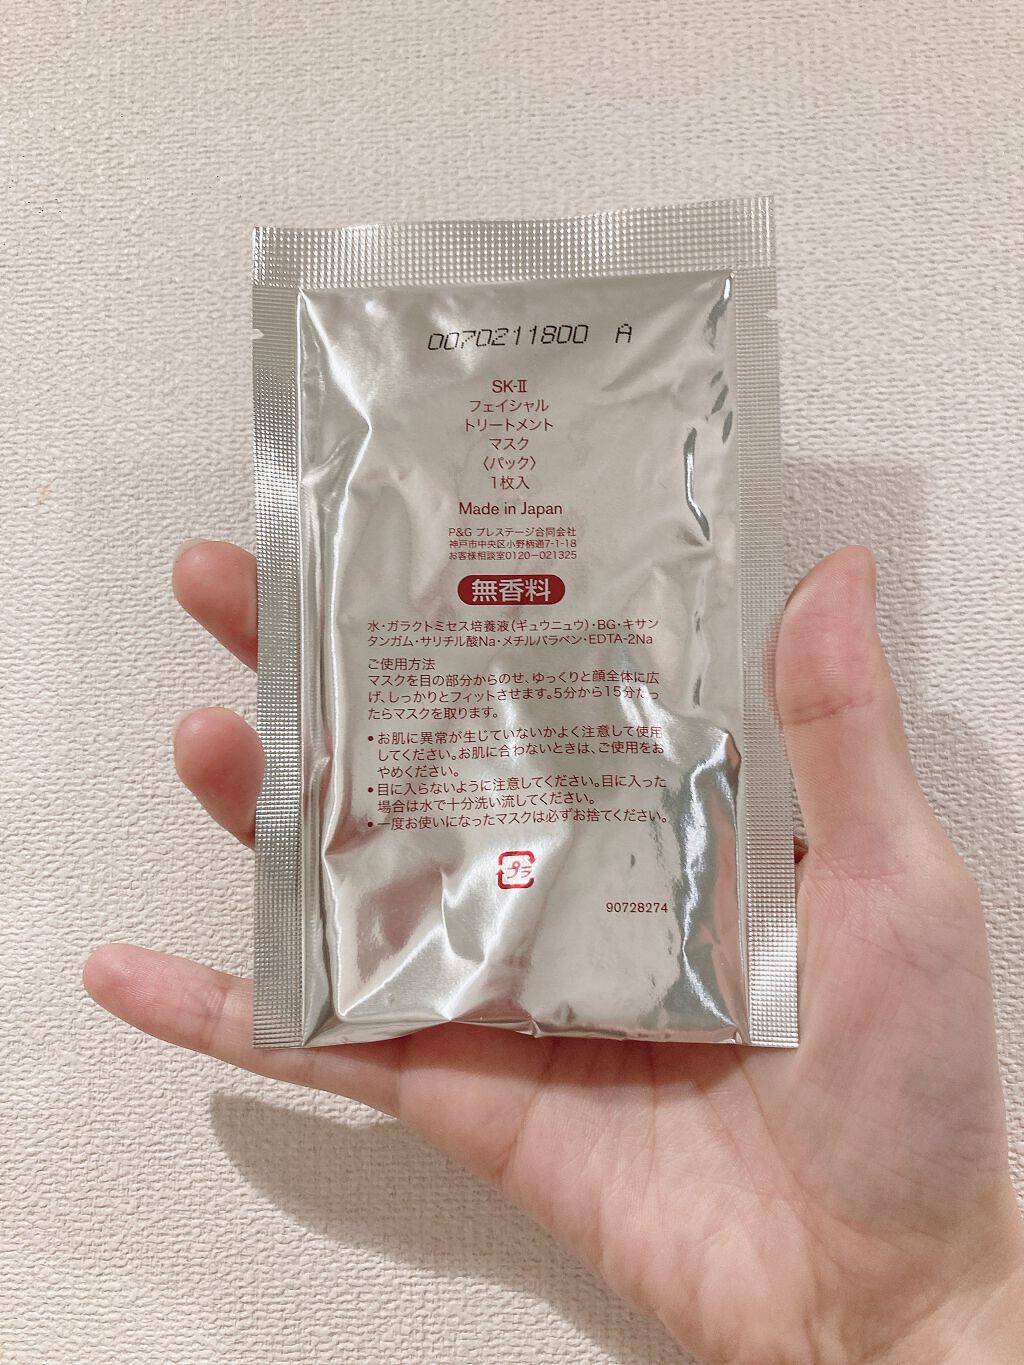 0070211800 A
SK-Ⅱ
フェイシャル
トリートメント
マスク
〈パック〉
1枚入
Made in Japan
P&G プレステージ合同会社
神戸市中央区小野柄通7-1-18
お客様相談室0120-021325
無香料
水・ガラクトミセス培養液(ギュウニュウ)・BG・キサン
タンガム・サリチル酸Na・メチルパラベン・EDTA-2Na
ご使用方法
マスクを目の部分からのせ、ゆっくりと顔全体に広
げ、しっかりとフィットさせます。5分から15分たっ
たらマスクを取ります。
●お肌に異常が生じていないかよく注意して使用
してください。お肌に合わないときは、ご使用をお
やめください。
●目に入らないように注意してください。目に入った
場合は水で十分洗い流してください。
●一度お使いになったマスクは必ずお捨てください。
プラ
90728274